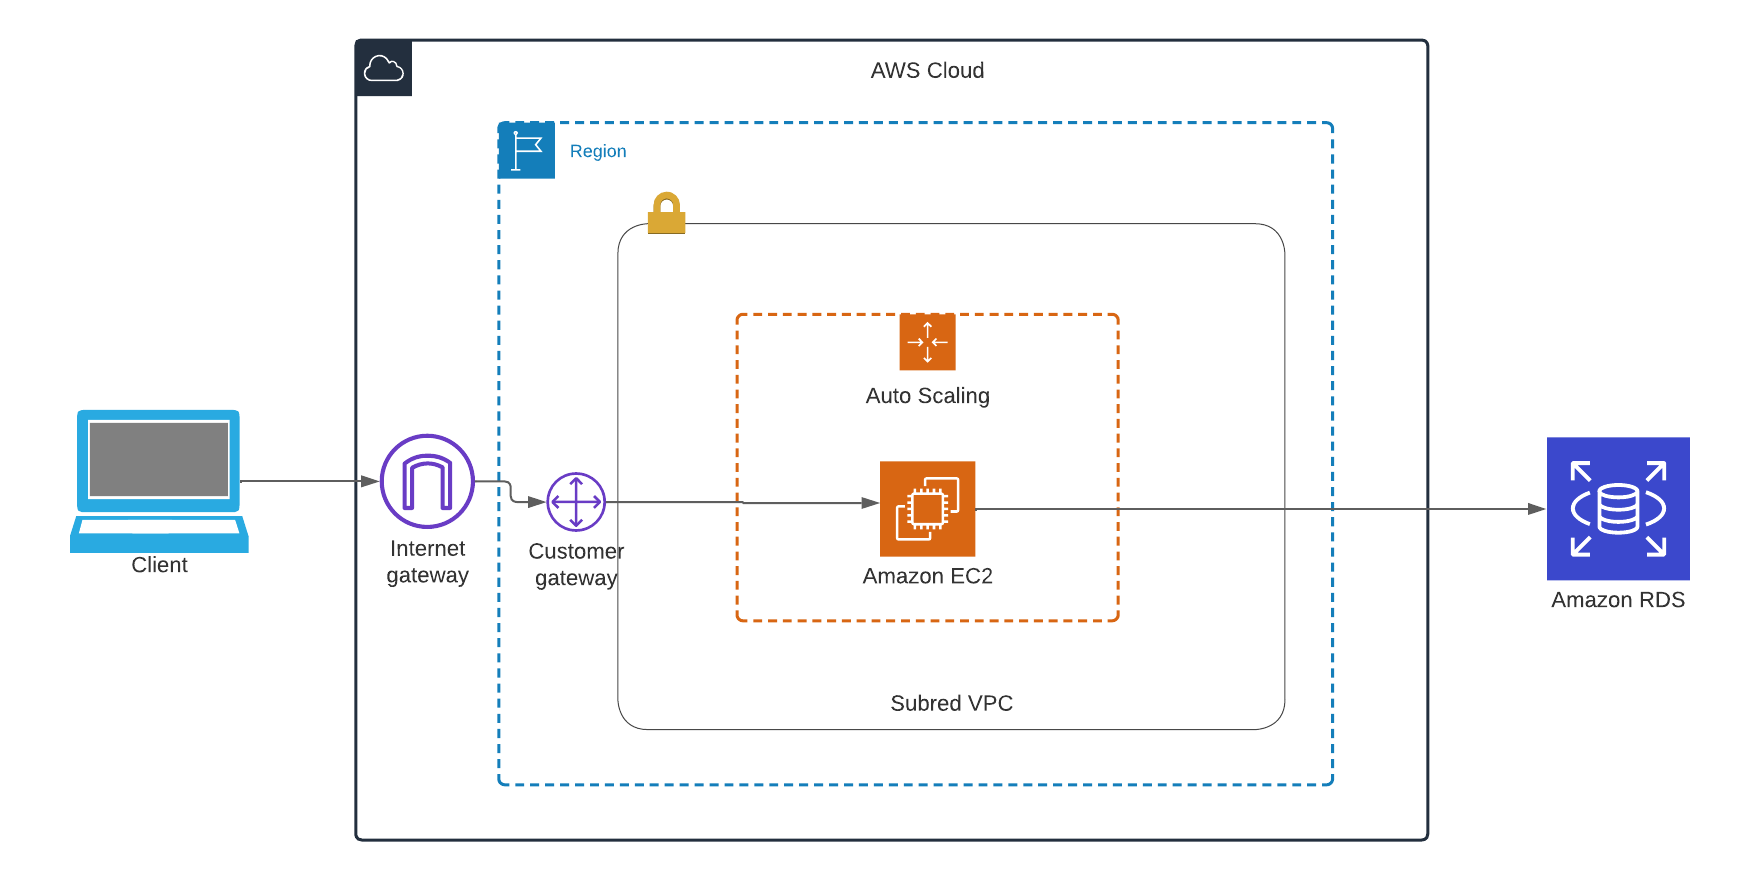 AWS Cloud
Region
Auto Scaling
Client
Internet
gateway
Customer
gateway
Amazon EC2
Amazon RDS
Subred VPC